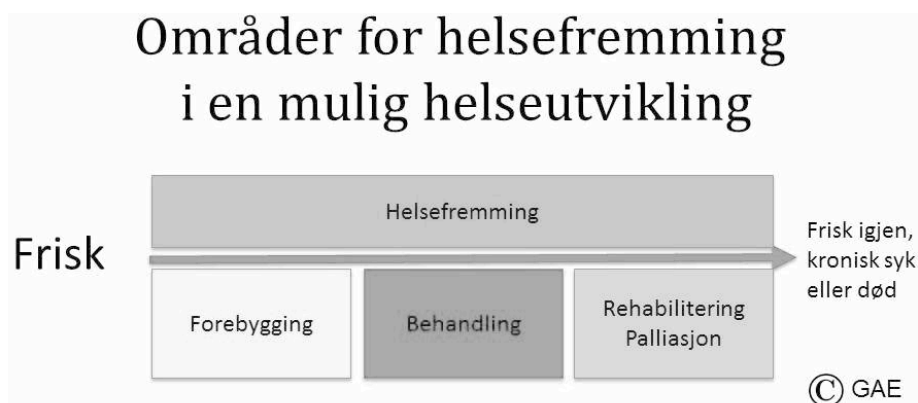 Områder for helsefremming
i en mulig helseutvikling
Helsefremming
Frisk
Frisk igjen,
kronisk syk
eller død
Forebygging
Behandling
Rehabilitering
Palliasjon
© GAE